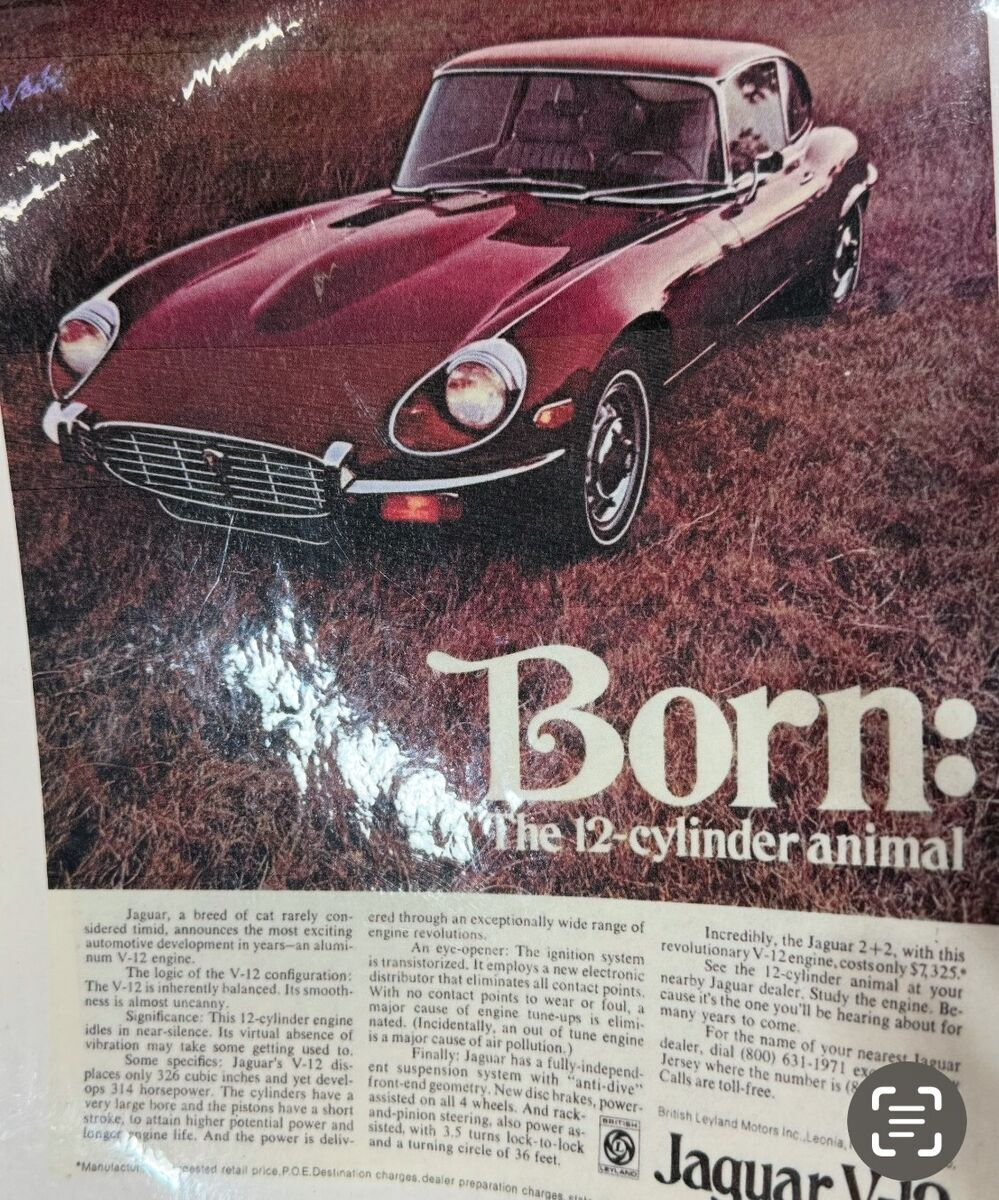 Born:
The 12-cylinder animal
Jaguar, a breed of cat rarely con-
sidered timid, announces the most exciting
automotive development in years—an alumi-
num V-12 engine.
The logic of the V-12 configuration:
The V-12 is inherently balanced. Its smooth-
ness is almost uncanny.
Significance: This 12-cylinder engine
idles in near-silence. Its virtual absence of
vibration may take some getting used to.
Some specifics: Jaguar's V-12 dis-
places only 326 cubic inches and yet devel-
ops 314 horsepower. The cylinders have a
very large bore and the pistons have a short
stroke, to attain higher potential power and
longer engine life. And the power is deliv-
ered through an exceptionally wide range of
engine revolutions.
An eye-opener: The ignition system
is transistorized. It employs a new electronic
distributor that eliminates all contact points.
With no contact points to wear or foul, a
major cause of engine tune-ups is elimi-
nated. (Incidentally, an out of tune engine
is a major cause of air pollution.)
Finally: Jaguar has a fully-independ-
ent suspension system with "anti-dive"
front-end geometry. New disc brakes, power-
assisted on all 4 wheels. And rack-
and-pinion steering, also power as-
sisted, with 3.5 turns lock-to-lock
and a turning circle of 36 feet.
Incredibly, the Jaguar 2+2, with this
revolutionary V-12 engine, costs only $7,325.*
See the 12-cylinder animal at your
nearby Jaguar dealer. Study the engine. Be-
cause it's the one you'll be hearing about for
many years to come.
For the name of your nearest Jaguar
dealer, dial (800) 631-1971
Jersey where the number is (8
Calls are toll-free.
British Leyland Motors Inc., Leonia,
BRITISH
LEYLAND
Jaguar V-12
retail price, P.O.E. Destination charges, dealer preparation charges,